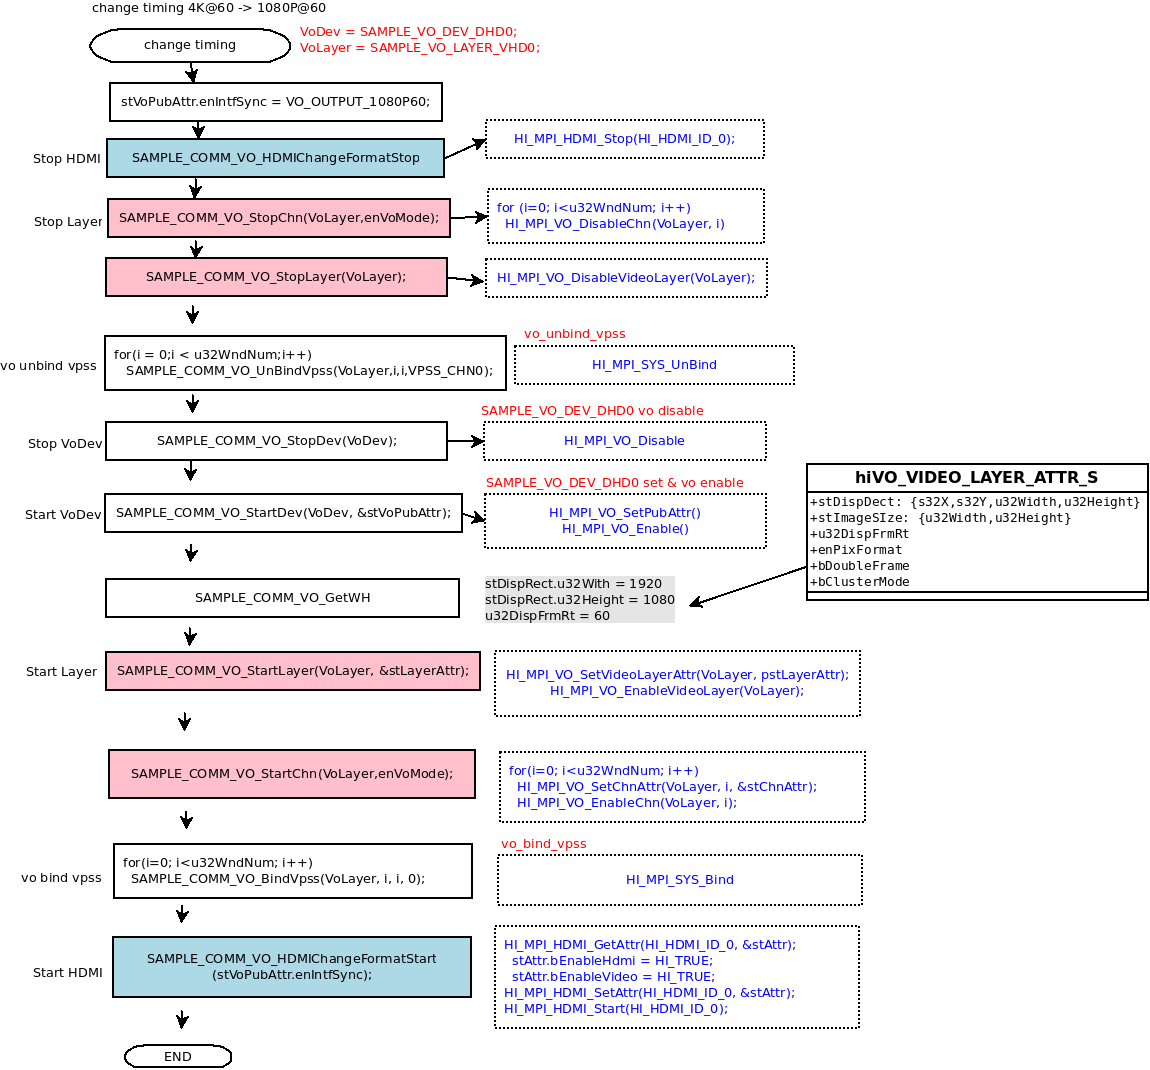 change timing 4K@60 -> 1080P@60
change timing
VoDev = SAMPLE_VO_DEV_DHD0;
VoLayer = SAMPLE_VO_LAYER_VHD0;
stVoPubAttr.enIntfSync = VO_OUTPUT_1080P60;
Stop HDMI
SAMPLE_COMM_VO_HDMIChangeFormatStop
HI_MPI_HDMI_Stop(HI_HDMI_ID_0);
Stop Layer
SAMPLE_COMM_VO_StopChn(VoLayer,enVoMode);
for (i=0; i<u32WndNum; i++)
HI_MPI_VO_DisableChn(VoLayer, i)
SAMPLE_COMM_VO_StopLayer(VoLayer);
HI_MPI_VO_DisableVideoLayer(VoLayer);
vo unbind vpss
for(i = 0;i < u32WndNum;i++)
SAMPLE_COMM_VO_UnBindVpss(VoLayer,i,i,VPSS_CHN0);
vo_unbind_vpss
HI_MPI_SYS_UnBind
Stop VoDev
SAMPLE_COMM_VO_StopDev(VoDev);
SAMPLE_VO_DEV_DHD0 vo disable
HI_MPI_VO_Disable
Start VoDev
SAMPLE_COMM_VO_StartDev(VoDev, &stVoPubAttr);
SAMPLE_VO_DEV_DHD0 set & vo enable
HI_MPI_VO_SetPubAttr()
HI_MPI_VO_Enable()
hiVO_VIDEO_LAYER_ATTR_S
+stDispDect: {s32X,s32Y,u32Width,u32Height}
+stImageSIze: {u32Width,u32Height}
+u32DispFrmRt
+enPixFormat
+bDoubleFrame
+bClusterMode
SAMPLE_COMM_VO_GetWH
stDispRect.u32With = 1920
stDispRect.u32Height = 1080
u32DispFrmRt = 60
Start Layer
SAMPLE_COMM_VO_StartLayer(VoLayer, &stLayerAttr);
HI_MPI_VO_SetVideoLayerAttr(VoLayer, pstLayerAttr);
HI_MPI_VO_EnableVideoLayer(VoLayer);
SAMPLE_COMM_VO_StartChn(VoLayer,enVoMode);
for(i=0; i<u32WndNum; i++)
HI_MPI_VO_SetChnAttr(VoLayer, i, &stChnAttr);
HI_MPI_VO_EnableChn(VoLayer, i);
vo bind vpss
for(i=0; i<u32WndNum; i++)
SAMPLE_COMM_VO_BindVpss(VoLayer, i, i, 0);
vo_bind_vpss
HI_MPI_SYS_Bind
Start HDMI
SAMPLE_COMM_VO_HDMIChangeFormatStart
(stVoPubAttr.enIntfSync);
HI_MPI_HDMI_GetAttr(HI_HDMI_ID_0, &stAttr);
stAttr.bEnableHdmi = HI_TRUE;
stAttr.bEnableVideo = HI_TRUE;
HI_MPI_HDMI_SetAttr(HI_HDMI_ID_0, &stAttr);
HI_MPI_HDMI_Start(HI_HDMI_ID_0);
END